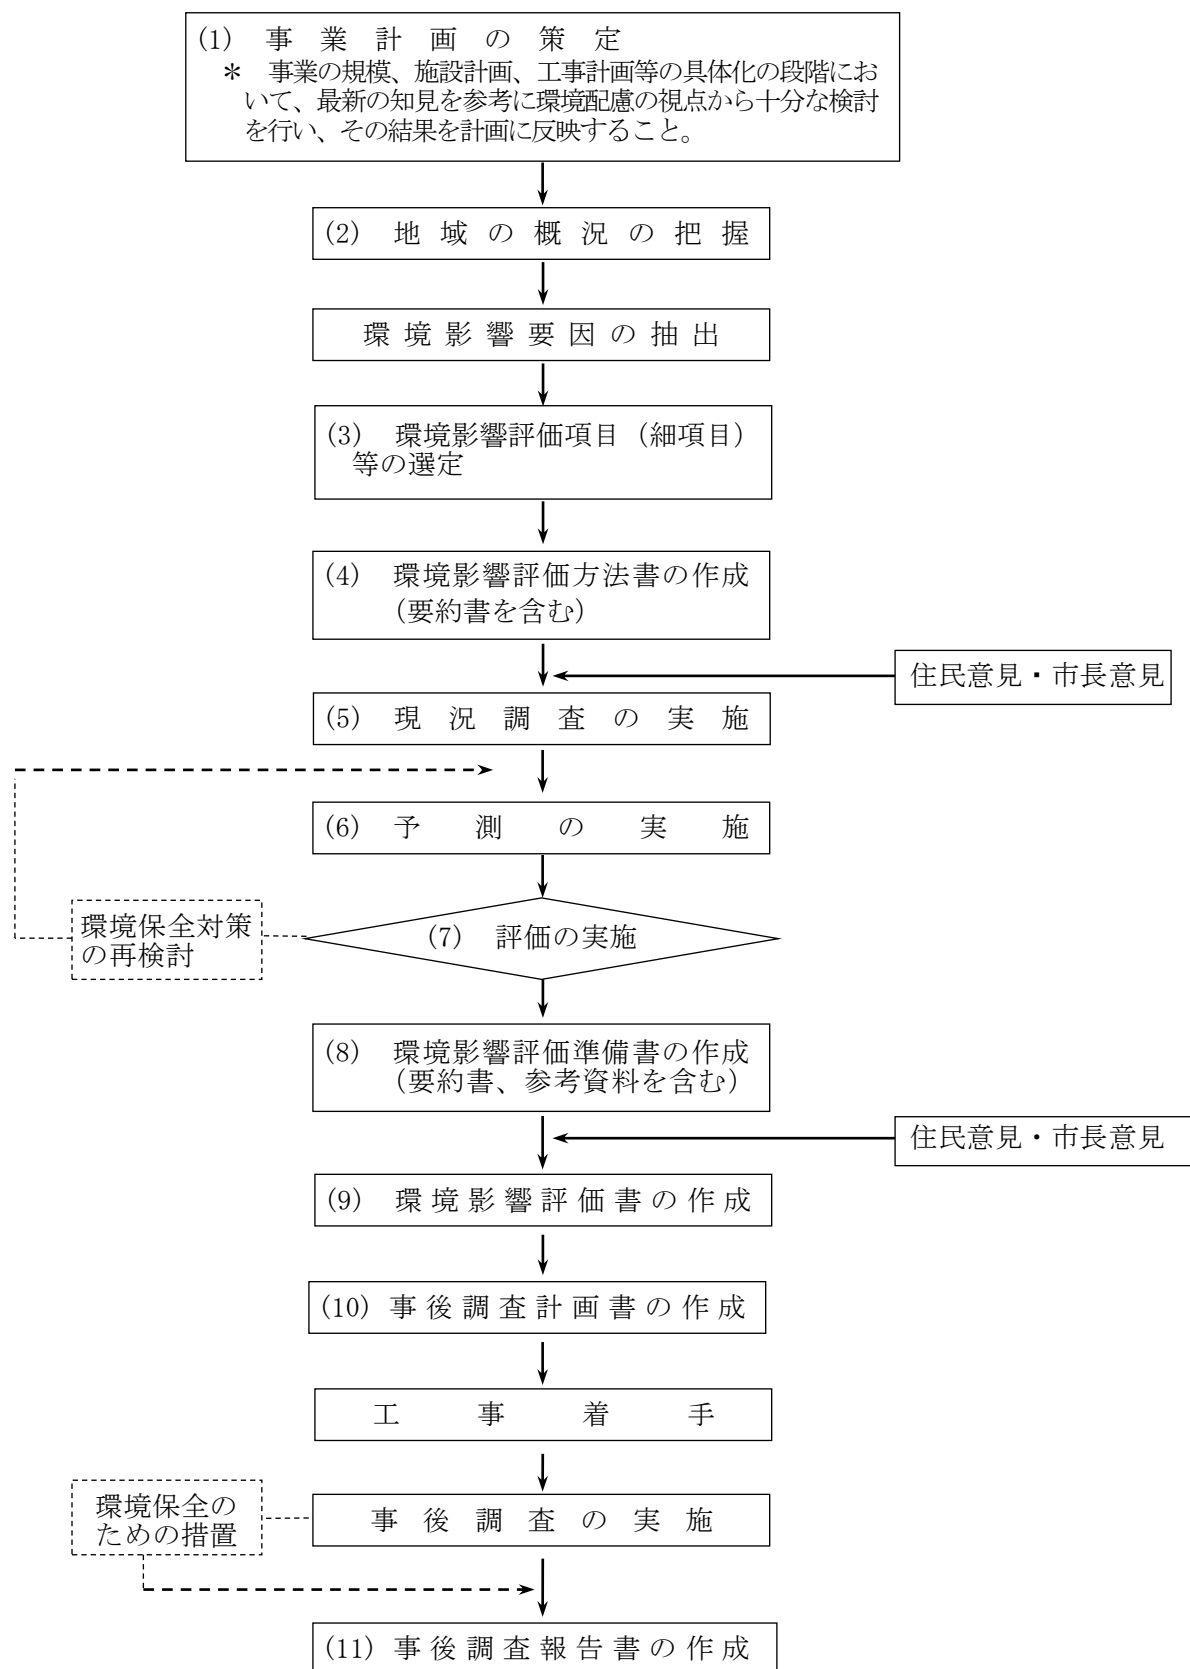 (1) 事業計画の策定
＊ 事業の規模、施設計画、工事計画等の具体化の段階にお
いて、最新の知見を参考に環境配慮の視点から十分な検討
を行い、その結果を計画に反映すること。
(2) 地域の概況の把握
環境影響要因の抽出
(3) 環境影響評価項目（細項目）
等の選定
(4) 環境影響評価方法書の作成
（要約書を含む）
住民意見・市長意見
(5) 現況調査の実施
(6) 予測の実施
環境保全対策
の再検討
(7) 評価の実施
(8) 環境影響評価準備書の作成
（要約書、参考資料を含む）
住民意見・市長意見
(9) 環境影響評価書の作成
(10) 事後調査計画書の作成
工事着手
環境保全の
ための措置
事後調査の実施
(11) 事後調査報告書の作成